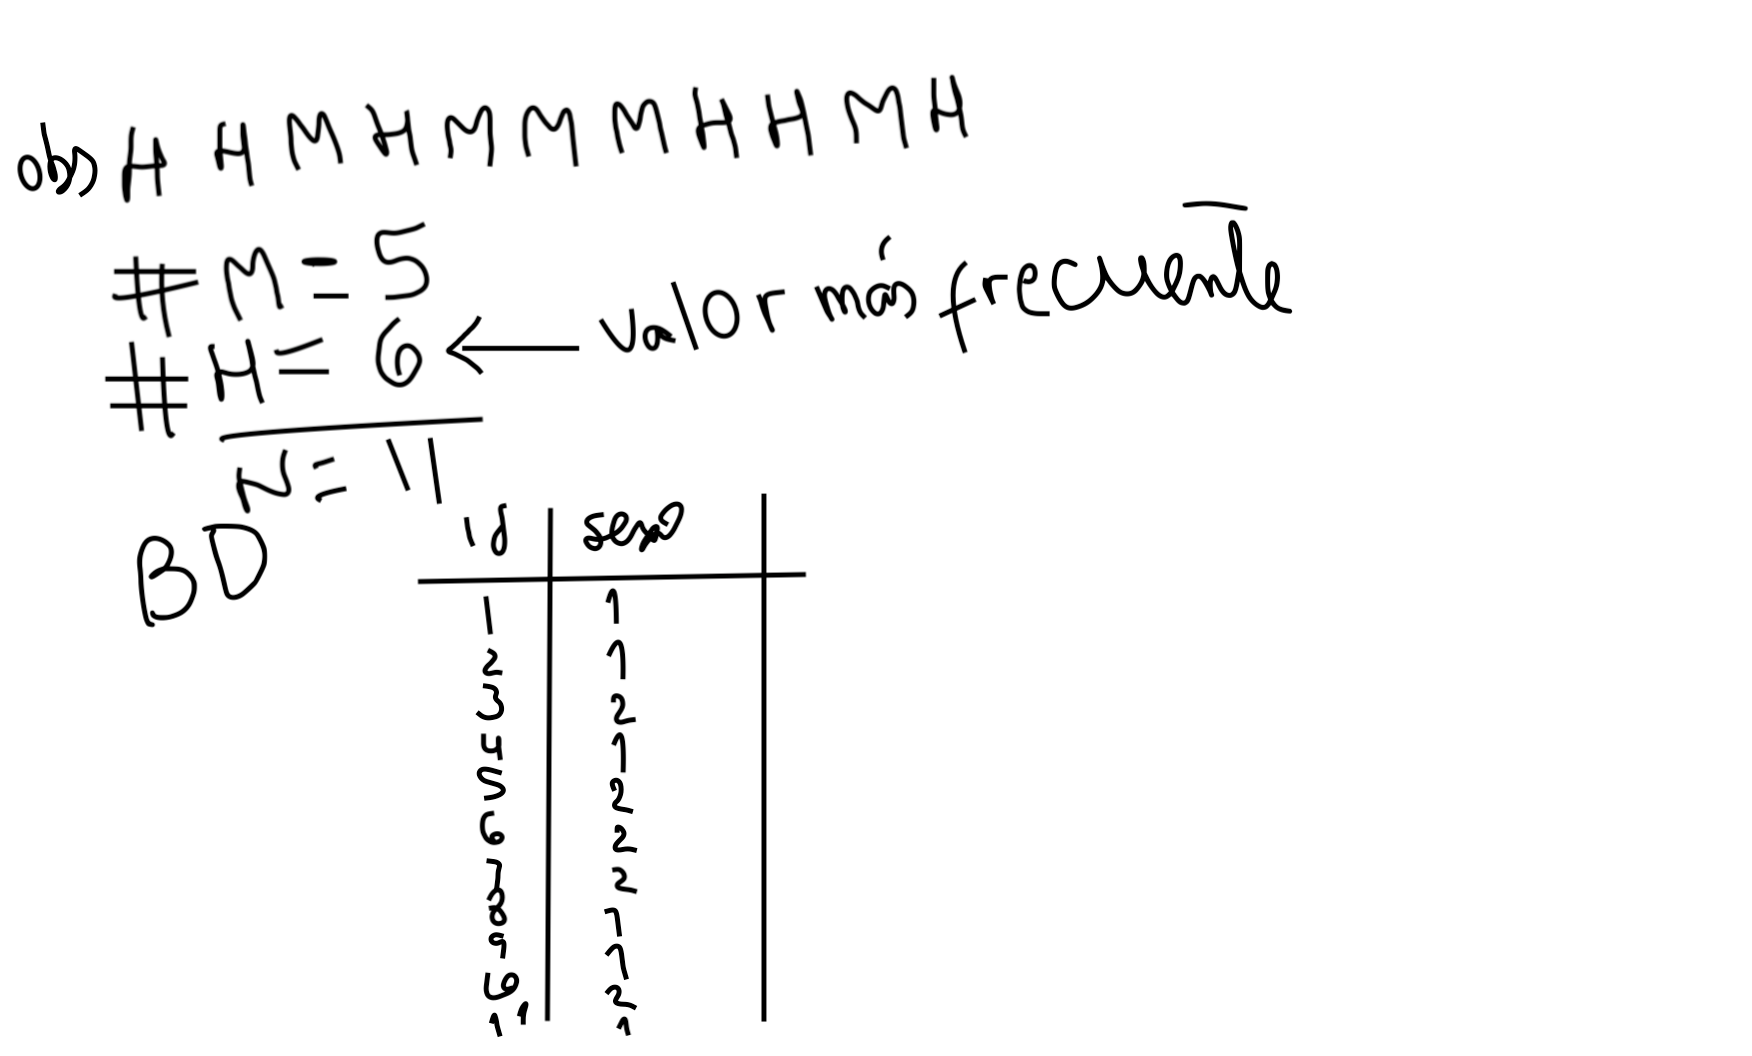 obs H H M H M M M H H M H
# M = 5
# H = 6 ← valor más frecuente
N = 11
BD
id sexo
1 1
2 1
3 2
4 1
5 2
6 2
7 2
8 1
9 1
10 2
11 1